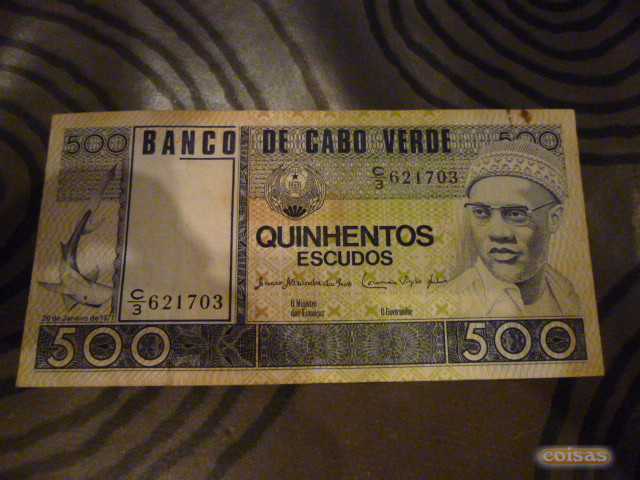 500 BANCO DE CABO VERDE 500
C/3 621703
QUINHENTOS
ESCUDOS
C/3 621703
O Ministro das Finanças
O Governador
20 de Janeiro de 1977
500 500
coisas